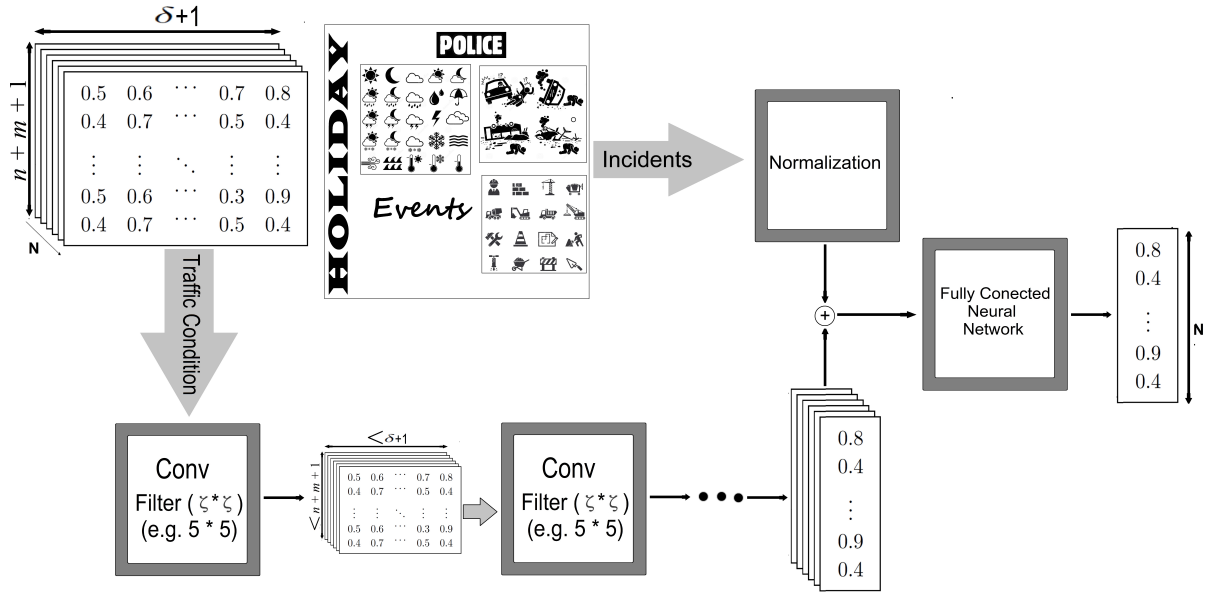 δ+1
n + m + 1
0.5 0.6 ⋯ 0.7 0.8
0.4 0.7 ⋯ 0.5 0.4
⋮ ⋮ ⋱ ⋮ ⋮
0.5 0.6 ⋯ 0.3 0.9
0.4 0.7 ⋯ 0.5 0.4
N
HOLIDAY
POLICE
Events
Incidents
Normalization
Traffic Condition
+
Fully Conected
Neural
Network
0.8
0.4
⋮
0.9
0.4
N
Conv
Filter ( ζ*ζ )
(e.g. 5 * 5)
<δ+1
<n + m + 1
0.5 0.6 ⋯ 0.7 0.8
0.4 0.7 ⋯ 0.5 0.4
⋮ ⋮ ⋱ ⋮ ⋮
0.5 0.6 ⋯ 0.3 0.9
0.4 0.7 ⋯ 0.5 0.4
Conv
Filter ( ζ*ζ )
(e.g. 5 * 5)
0.8
0.4
⋮
0.9
0.4